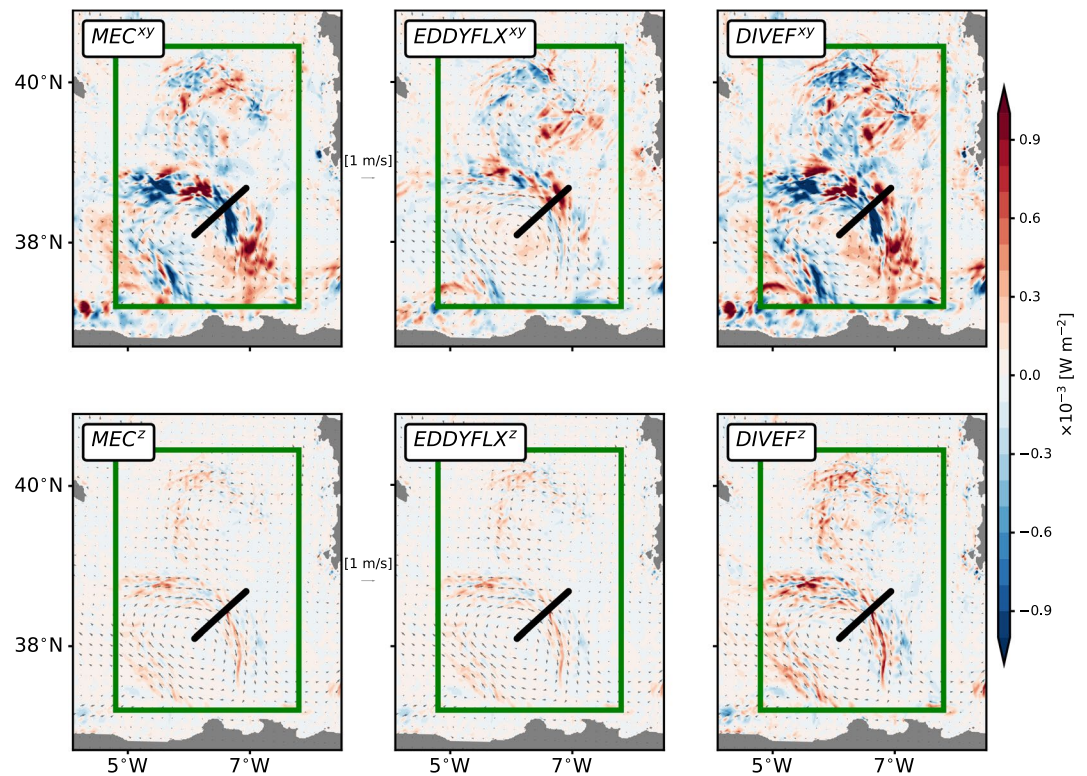 MEC^{xy} EDDYFLX^{xy} DIVEF^{xy}
40°N
[1 m/s]
38°N
0.9
0.6
0.3
0.0
−0.3
−0.6
−0.9
×10^{−3} [W m^{−2}]
MEC^{z} EDDYFLX^{z} DIVEF^{z}
40°N
[1 m/s]
38°N
5°W 7°W 5°W 7°W 5°W 7°W